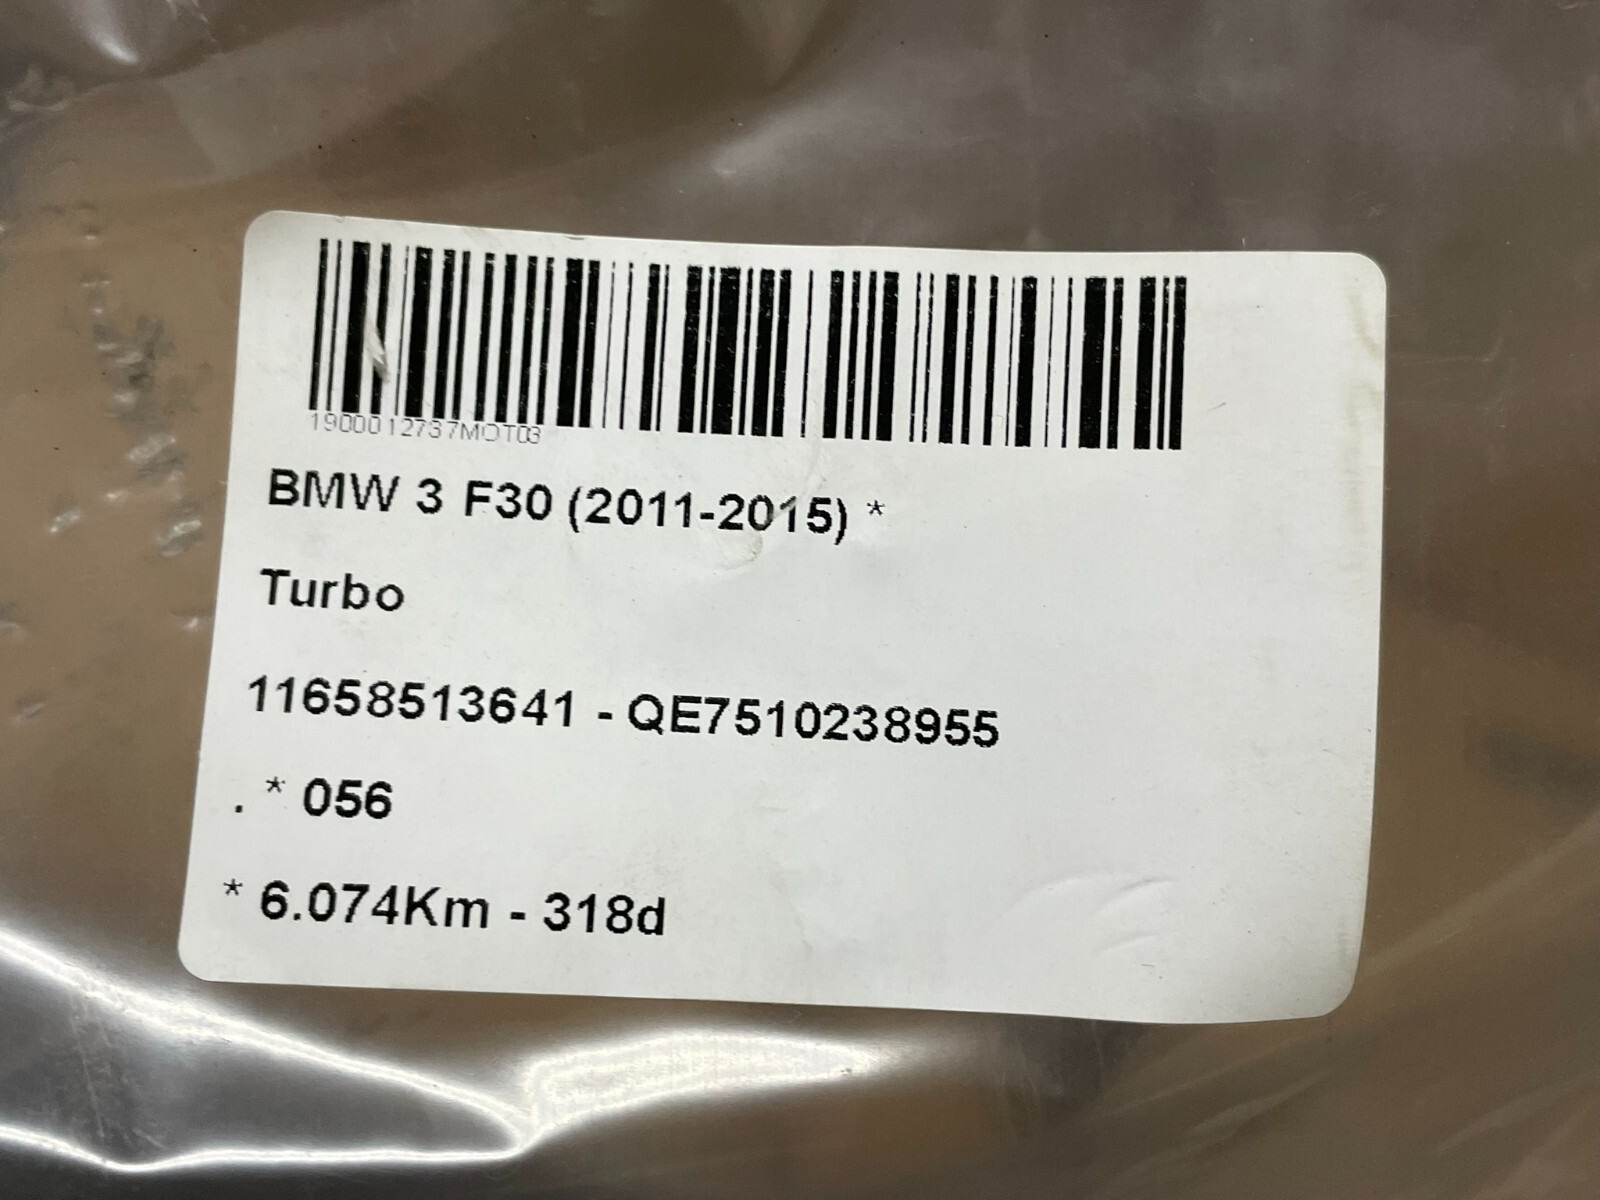 1900012737MOT03
BMW 3 F30 (2011-2015) *
Turbo
11658513641 - QE7510238955
. * 056
* 6.074Km - 318d